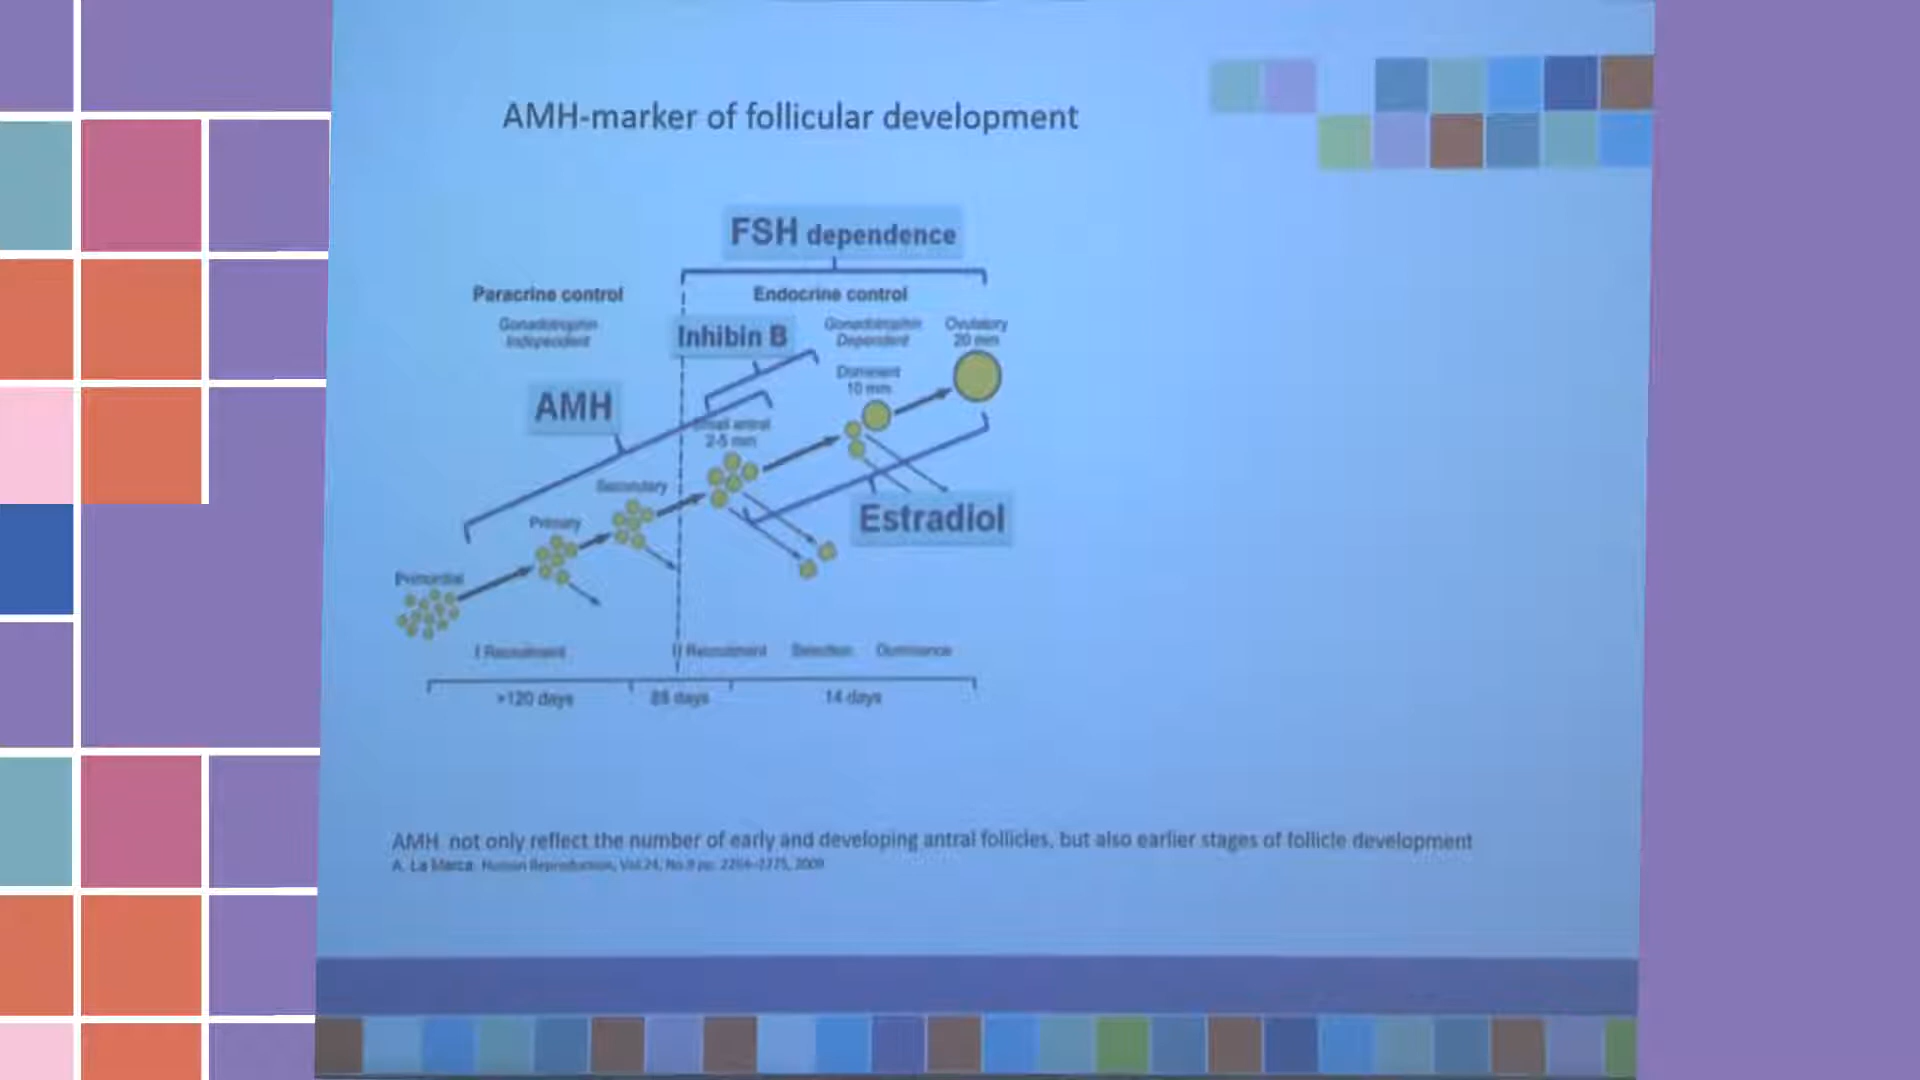 AMH-marker of follicular development
FSH dependence
Paracrine control
Endocrine control
Gonadotrophin
Independent
Inhibin B
Gonadotrophin
Dependent
Ovulatory
20 mm
Dominant
10 mm
AMH
Small antral
2-5 mm
Secondary
Primary
Estradiol
Primordial
I Recruitment
II Recruitment
Selection
Dominance
>120 days
days
14 days
AMH not only reflect the number of early and developing antral follicles, but also earlier stages of follicle development
A. La Marca. Human Reproduction, Vol.24, No.9 pp. 2264–2275, 2009